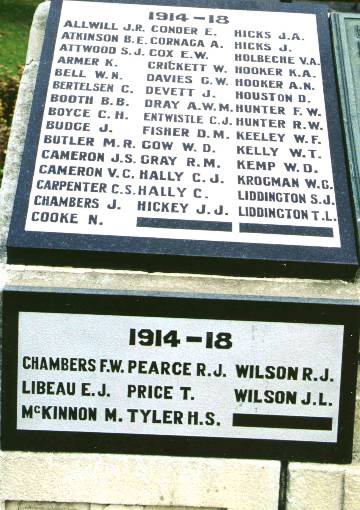 1914-18
ALLWILL J.R. CONDER E. HICKS J.A.
ATKINSON B.E. CORNAGA A. HICKS J.
ATTWOOD S.J. COX E.W. HOLBECHE V.A.
ARMER K. CRICKETT W. HOOKER K.A.
BELL W.N. DAVIES G.W. HOOKER A.N.
BERTELSEN C. DEVETT J. HOUSTON D.
BOOTH B.B. DRAY A.W.M. HUNTER F.W.
BOYCE C.H. ENTWISTLE C.J. HUNTER R.W.
BUDGE J. FISHER D.M. KEELEY W.F.
BUTLER M.R. GOW W.D. KELLY W.T.
CAMERON J.S. GRAY R.M. KEMP W.D.
CAMERON V.C. HALLY C.J. KROGMAN W.G.
CARPENTER C.S. HALLY C. LIDDINGTON S.J.
CHAMBERS J. HICKEY J.J. LIDDINGTON T.L.
COOKE N.
1914-18
CHAMBERS F.W. PEARCE R.J. WILSON R.J.
LIBEAU E.J. PRICE T. WILSON J.L.
McKINNON M. TYLER H.S.